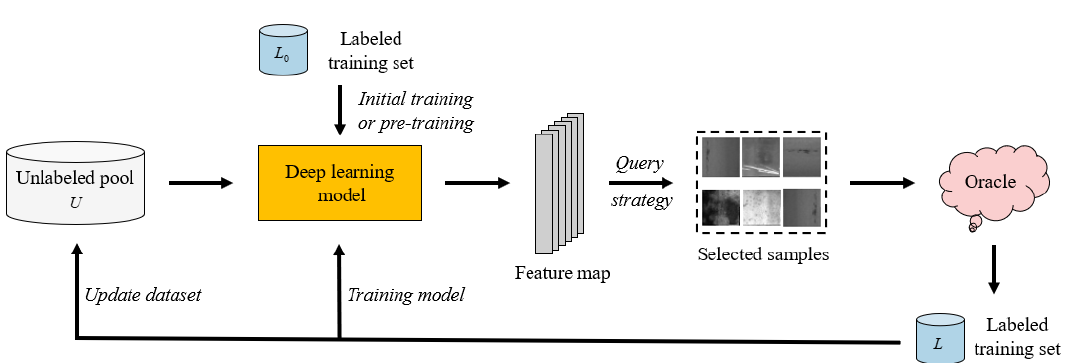 L₀
Labeled
training set
Initial training
or pre-training
Unlabeled pool
U
Deep learning
model
Query
strategy
Oracle
Selected samples
Feature map
Update dataset
Training model
L
Labeled
training set